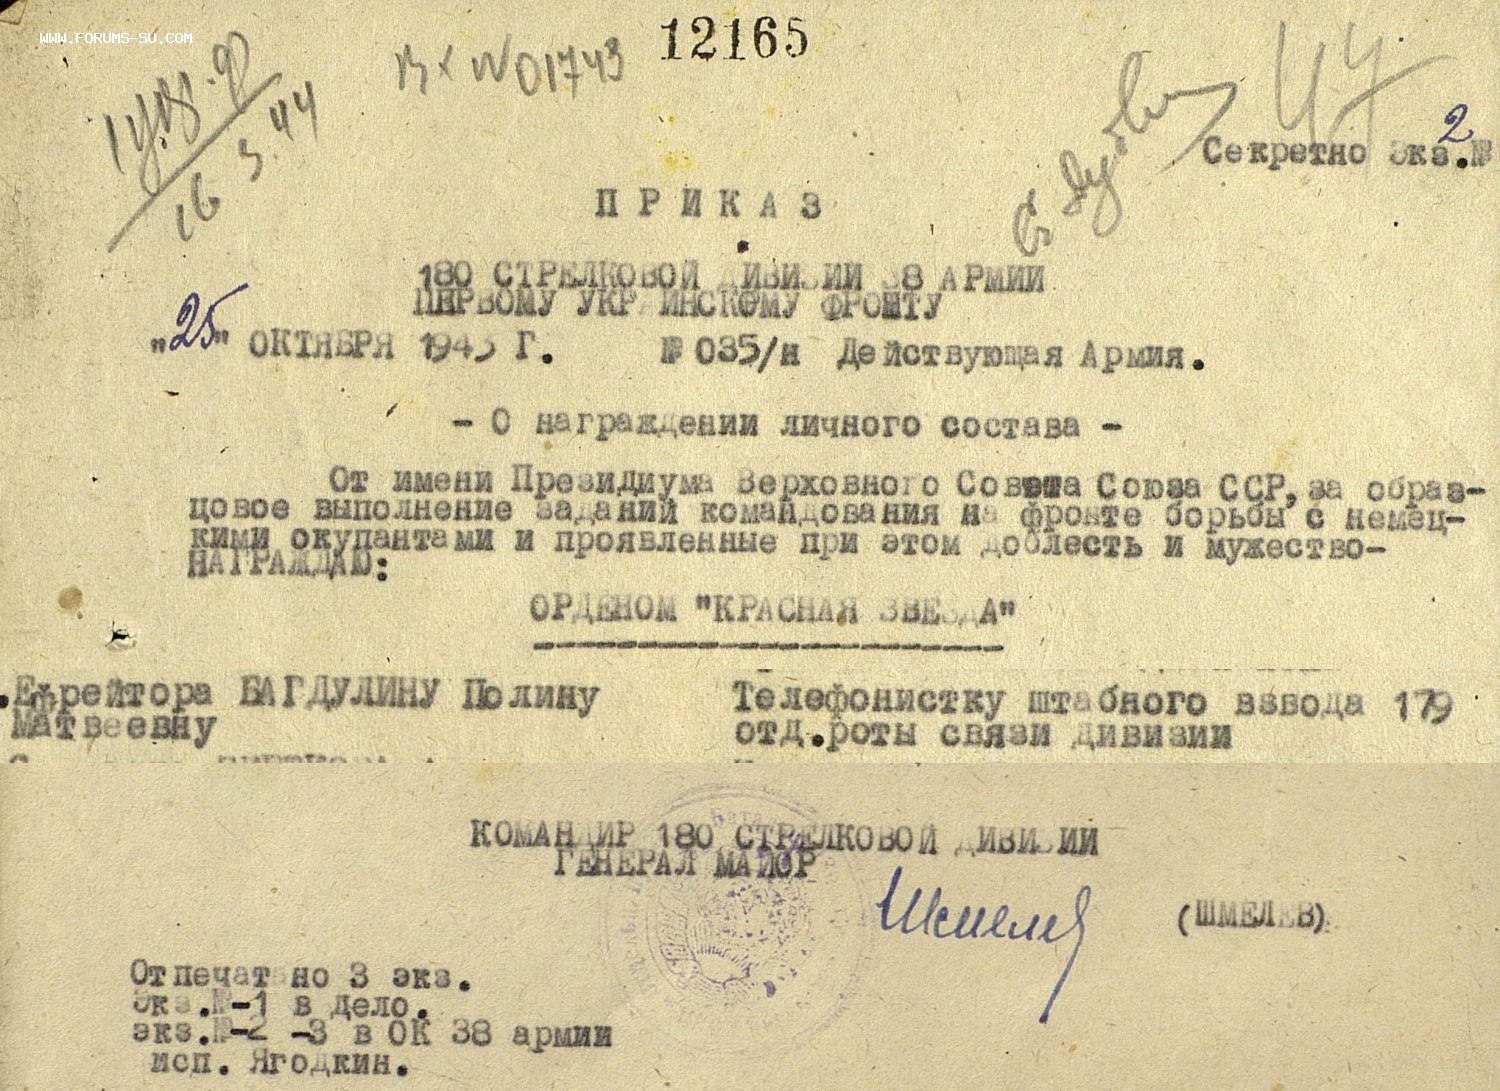 WWW.FORUMS-SU.COM
Вх N 01743
12165
16 3.44
2
Секретно Экз.№
ПРИКАЗ
180 СТРЕЛКОВОЙ ДИВИЗИИ 38 АРМИИ
ПЕРВОМУ УКРАИНСКОМУ ФРОНТУ
"25" ОКТЯБРЯ 1943 Г. № 035/н Действующая Армия.
- О награждении личного состава -
От имени Президиума Верховного Совета Союза ССР, за образ-
цовое выполнение заданий командования на фронте борьбы с немец-
кими окупантами и проявленные при этом доблесть и мужество-
НАГРАЖДАЮ:
ОРДЕНОМ "КРАСНАЯ ЗВЕЗДА"
.Ефрейтора БАГДУЛИНУ Полину Телефонистку штабного взвода 179
Матвеевну отд.роты связи дивизии
КОМАНДИР 180 СТРЕЛКОВОЙ ДИВИЗИИ
ГЕНЕРАЛ МАЙОР
Шмелев (ШМЕЛЕВ)
Отпечатано 3 экз.
Экз.№-1 в дело.
экз.№-2 -3 в ОК 38 армии
исп. Ягодкин.